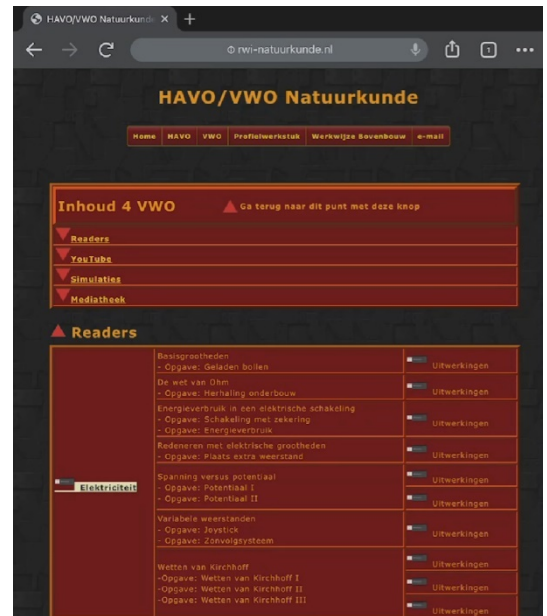 HAVO/VWO Natuurkunde
rwi-natuurkunde.nl
1
HAVO/VWO Natuurkunde
Home HAVO VWO Profielwerkstuk Werkwijze Bovenbouw e-mail
Inhoud 4 VWO
Ga terug naar dit punt met deze knop
Readers
YouTube
Simulaties
Mediatheek
Readers
Elektriciteit
Basisgrootheden
- Opgave: Geladen bollen
Uitwerkingen
De wet van Ohm
- Opgave: Herhaling onderbouw
Uitwerkingen
Energieverbruik in een elektrische schakeling
- Opgave: Schakeling met zekering
- Opgave: Energieverbruik
Uitwerkingen
Redeneren met elektrische grootheden
- Opgave: Plaats extra weerstand
Uitwerkingen
Spanning versus potentiaal
- Opgave: Potentiaal I
- Opgave: Potentiaal II
Uitwerkingen
Uitwerkingen
Variabele weerstanden
- Opgave: Joystick
- Opgave: Zonvolgsysteem
Uitwerkingen
Wetten van Kirchhoff
-Opgave: Wetten van Kirchhoff I
-Opgave: Wetten van Kirchhoff II
-Opgave: Wetten van Kirchhoff III
Uitwerkingen
Uitwerkingen
Uitwerkingen